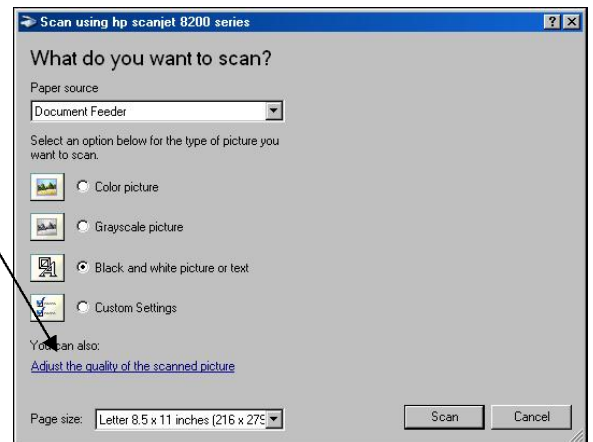 Scan using hp scanjet 8200 series
What do you want to scan?
Paper source
Document Feeder
Select an option below for the type of picture you
want to scan.
Color picture
Grayscale picture
Black and white picture or text
Custom Settings
You can also:
Adjust the quality of the scanned picture
Page size: Letter 8.5 x 11 inches (216 x 279
Scan Cancel